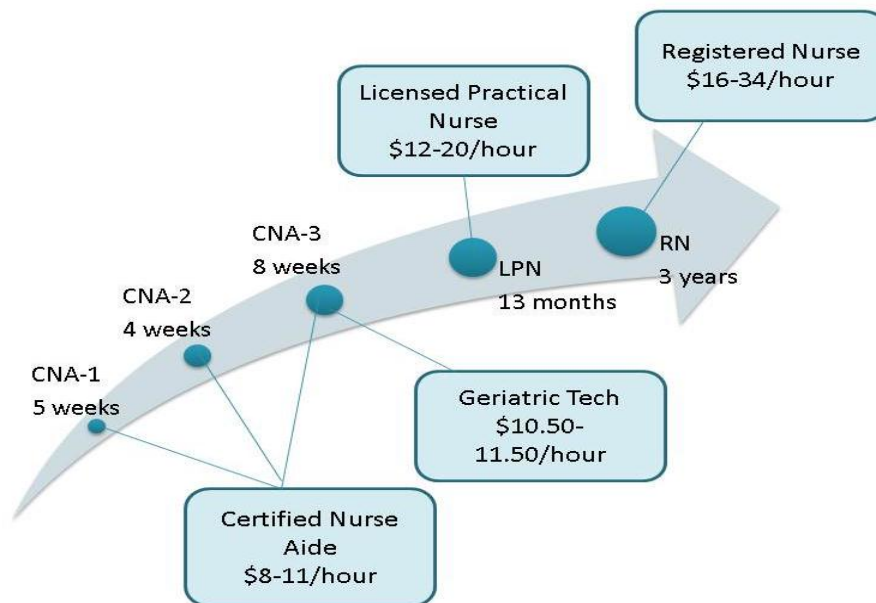 Registered Nurse
$16-34/hour
Licensed Practical
Nurse
$12-20/hour
CNA-3
8 weeks
RN
3 years
LPN
13 months
CNA-2
4 weeks
CNA-1
5 weeks
Geriatric Tech
$10.50-
11.50/hour
Certified Nurse
Aide
$8-11/hour